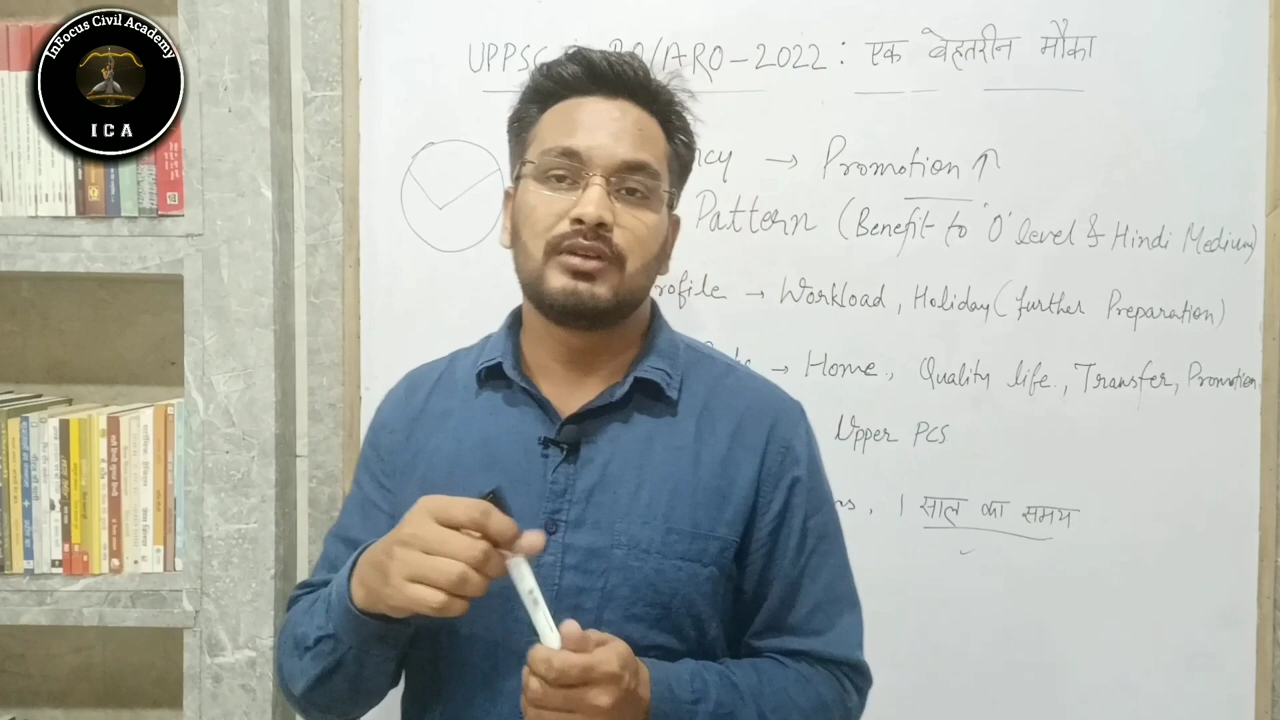 InFocus Civil Academy
ICA
UPPSC RO/ARO-2022: एक बेहतरीन मौका
→ Promotion ↑
Pattern (Benefit to 'O' level & Hindi Medium)
→ Workload, Holiday (further Preparation)
→ Home, Quality life, Transfer, Promotion
Upper PCS
, 1 साल का समय